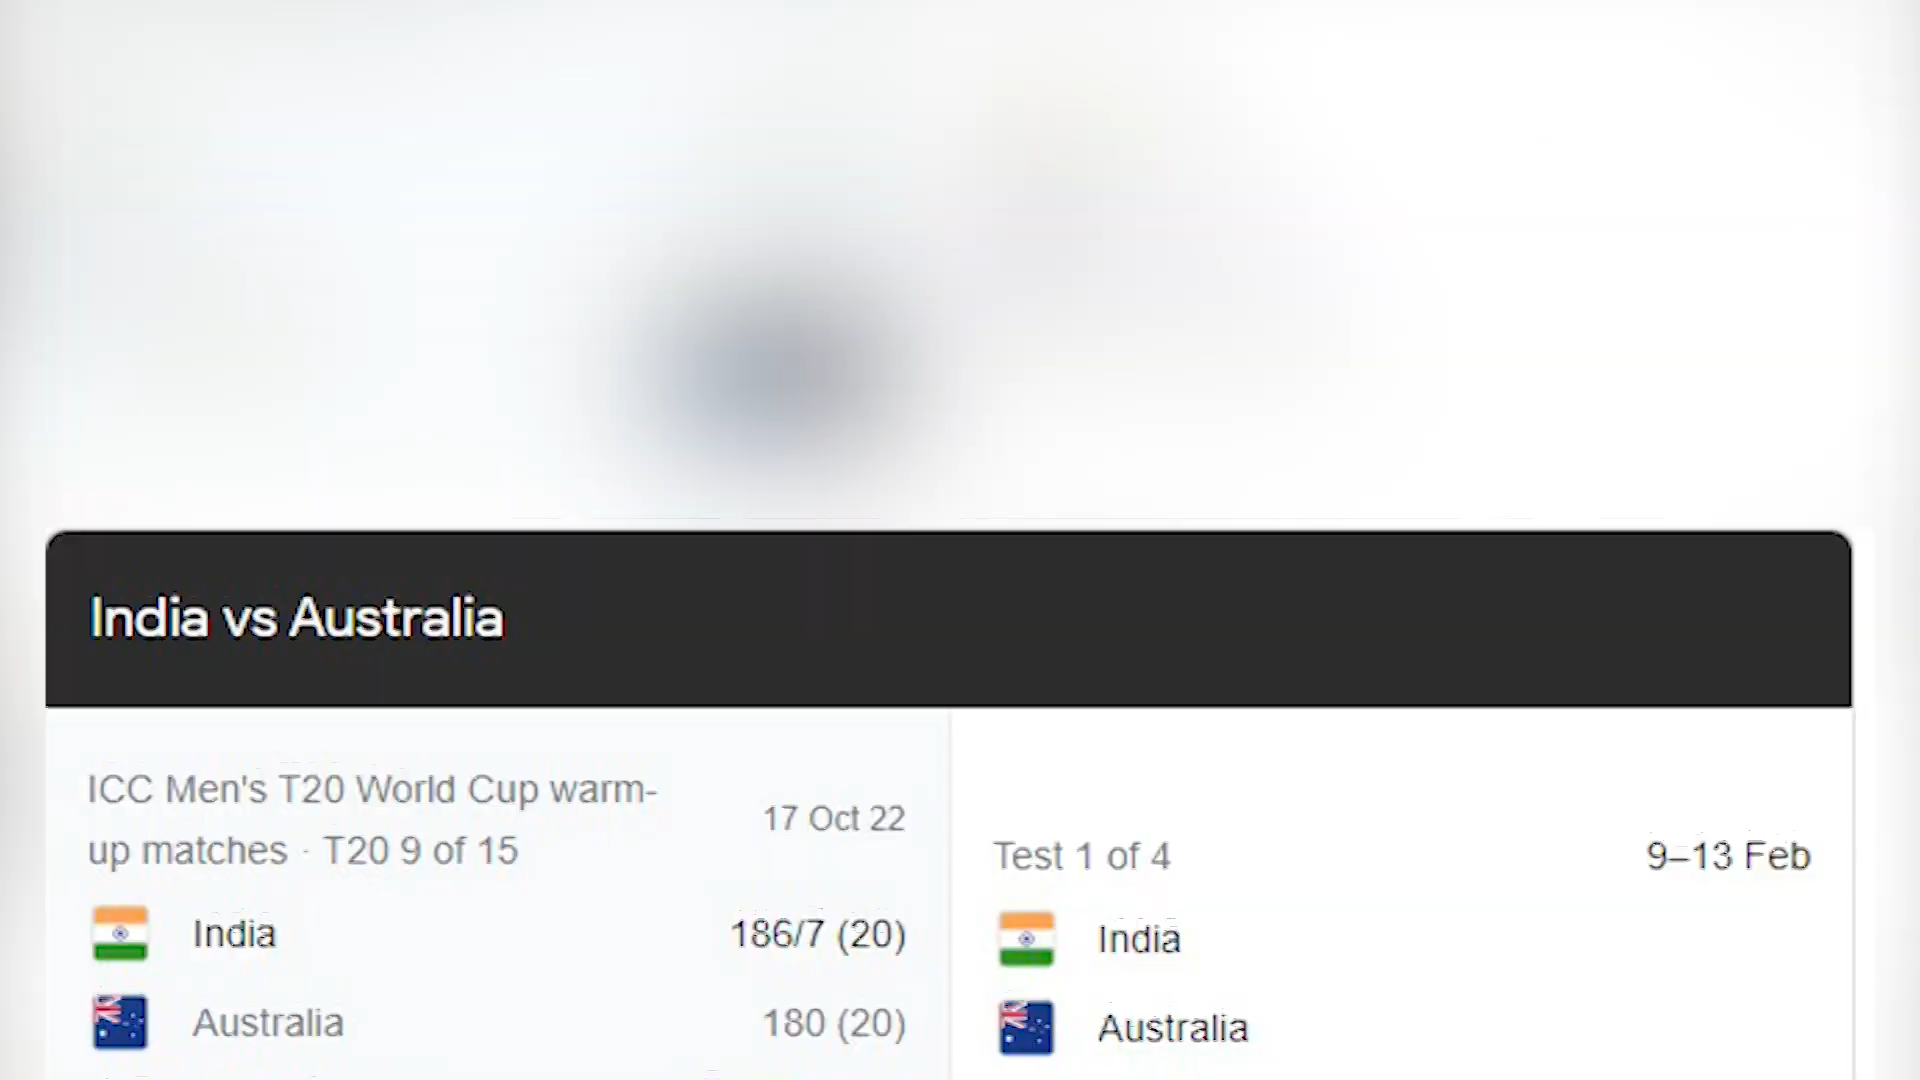 India vs Australia
ICC Men's T20 World Cup warm-
up matches · T20 9 of 15
17 Oct 22
India 186/7 (20)
Australia 180 (20)
Test 1 of 4 9–13 Feb
India
Australia